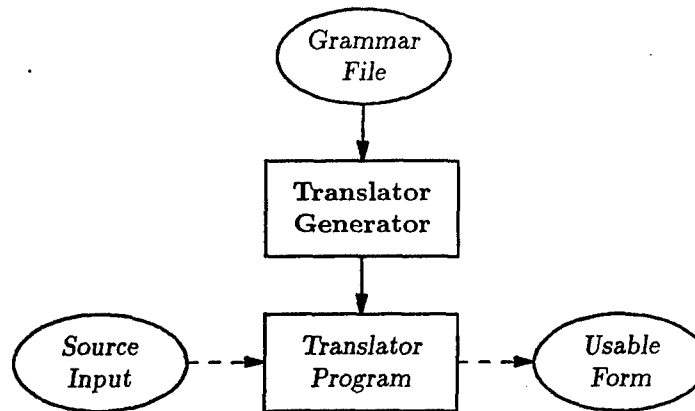 Grammar
File
Translator
Generator
Source
Input
Translator
Program
Usable
Form